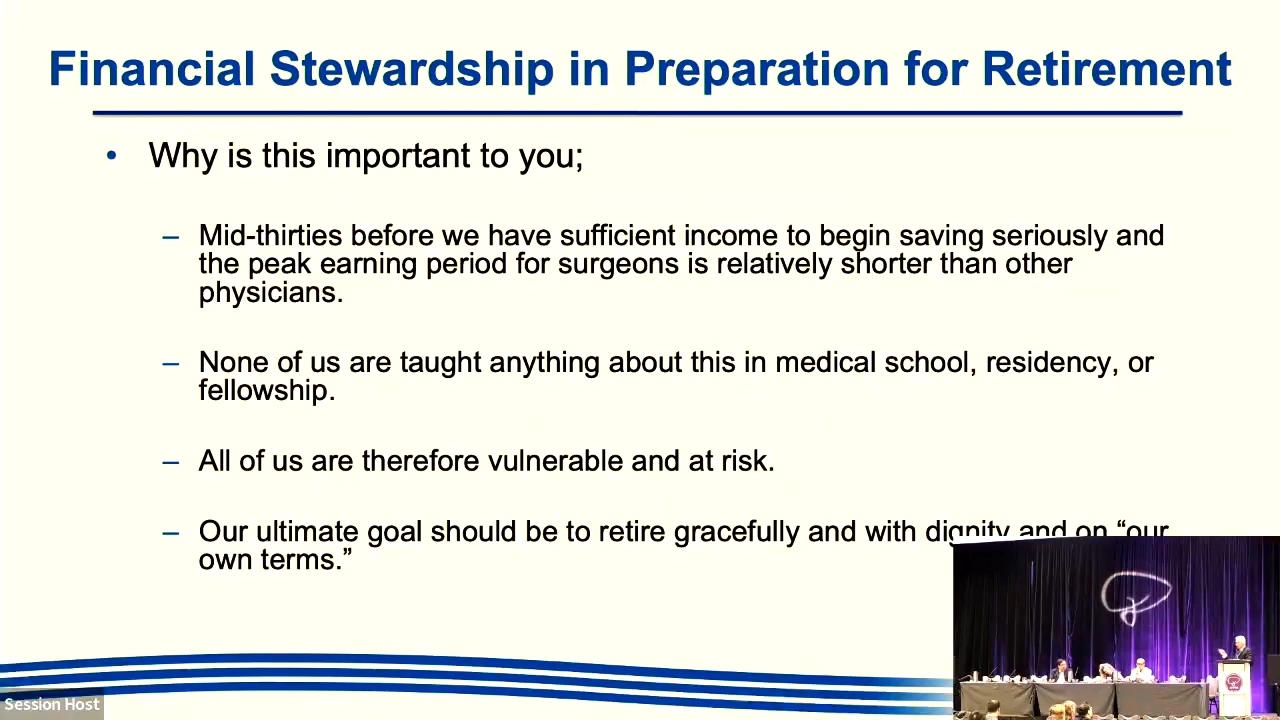 Financial Stewardship in Preparation for Retirement
• Why is this important to you;
– Mid-thirties before we have sufficient income to begin saving seriously and
the peak earning period for surgeons is relatively shorter than other
physicians.
– None of us are taught anything about this in medical school, residency, or
fellowship.
– All of us are therefore vulnerable and at risk.
– Our ultimate goal should be to retire gracefully and with dignity and on “our
own terms.”
Session Host